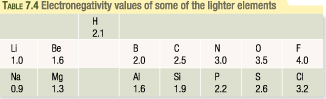 TABLE 7.4 Electronegativity values of some of the lighter elements
H
2.1
Li Be B C N O F
1.0 1.6 2.0 2.5 3.0 3.5 4.0
Na Mg Al Si P S Cl
0.9 1.3 1.6 1.9 2.2 2.6 3.2